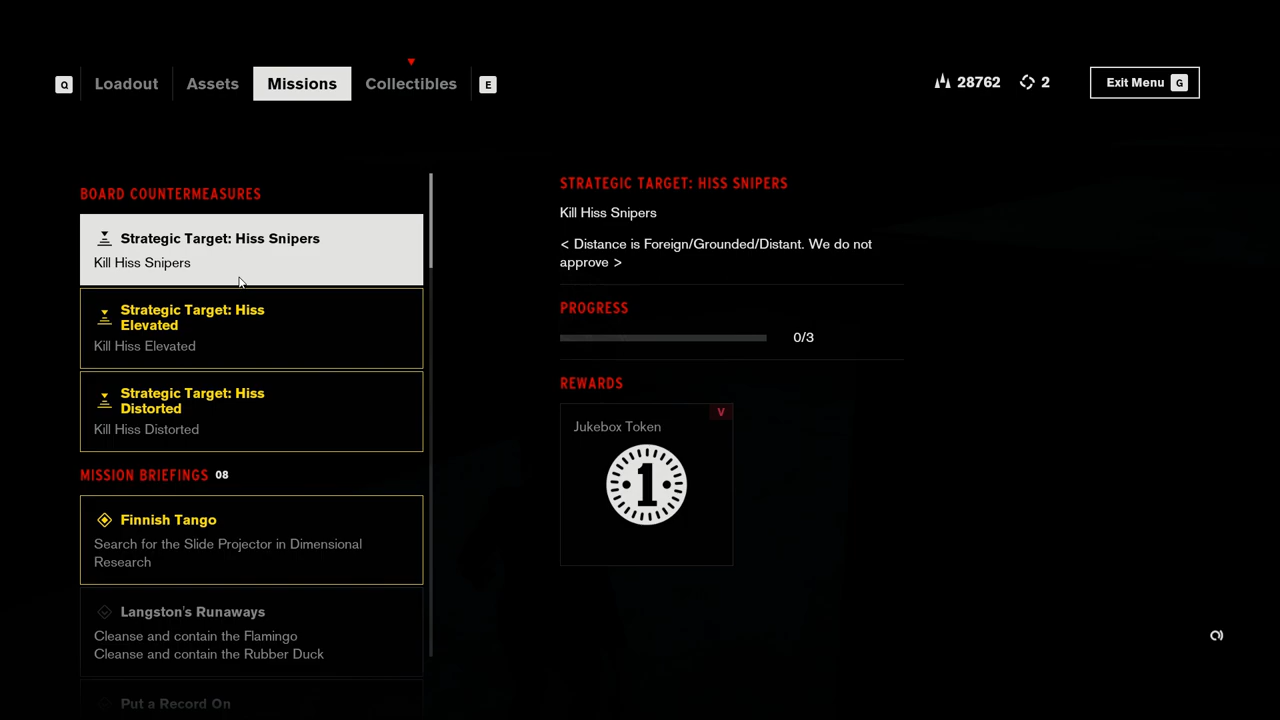 Q
Loadout
Assets
Missions
Collectibles
E
28762
2
Exit Menu G
BOARD COUNTERMEASURES
Strategic Target: Hiss Snipers
Kill Hiss Snipers
Strategic Target: Hiss
Elevated
Kill Hiss Elevated
Strategic Target: Hiss
Distorted
Kill Hiss Distorted
MISSION BRIEFINGS 08
Finnish Tango
Search for the Slide Projector in Dimensional
Research
Langston's Runaways
Cleanse and contain the Flamingo
Cleanse and contain the Rubber Duck
Put a Record On
STRATEGIC TARGET: HISS SNIPERS
Kill Hiss Snipers
< Distance is Foreign/Grounded/Distant. We do not
approve >
PROGRESS
0/3
REWARDS
V
Jukebox Token
1